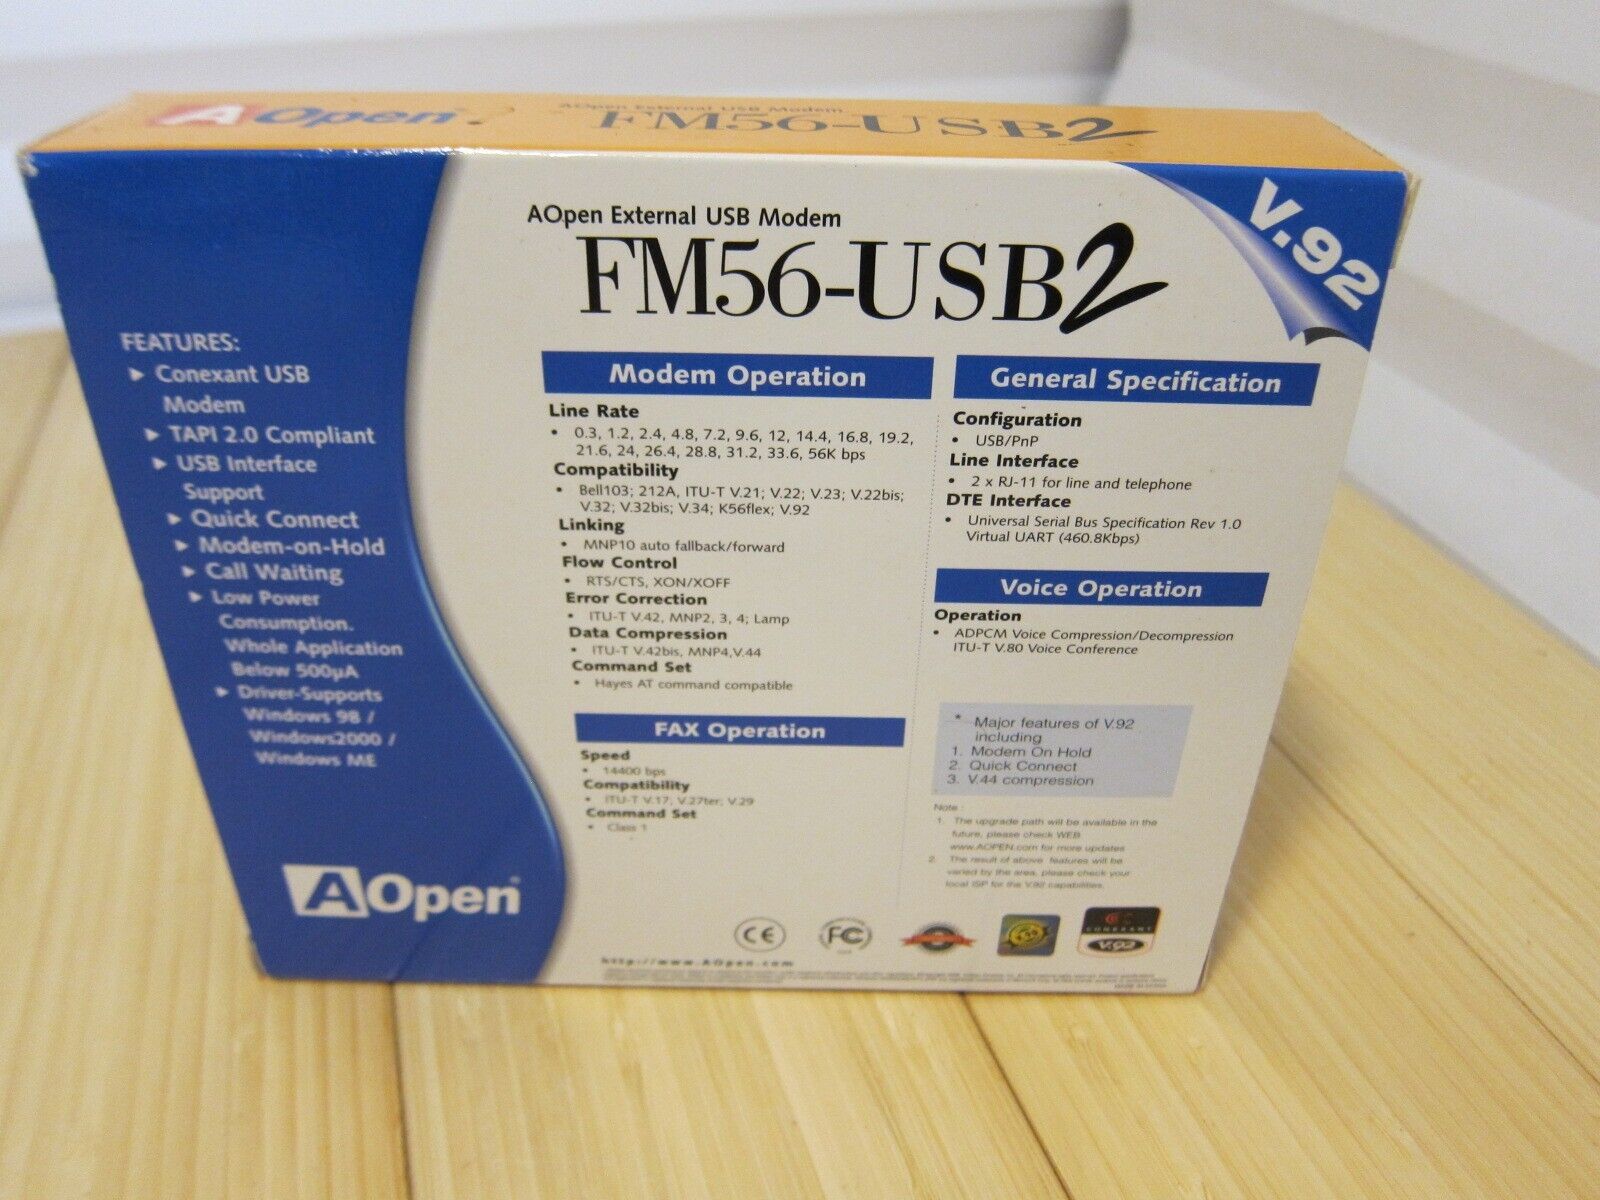 AOpen
AOpen External USB Modem
FM56-USB2
V.92
AOpen External USB Modem
FM56-USB2
FEATURES:
► Conexant USB
Modem
► TAPI 2.0 Compliant
► USB Interface
Support
► Quick Connect
► Modem-on-Hold
► Call Waiting
► Low Power
Consumption.
Whole Application
Below 500µA
► Driver-Supports
Windows 98 /
Windows2000 /
Windows ME
AOpen
Modem Operation
Line Rate
• 0.3, 1.2, 2.4, 4.8, 7.2, 9.6, 12, 14.4, 16.8, 19.2,
21.6, 24, 26.4, 28.8, 31.2, 33.6, 56K bps
Compatibility
• Bell103; 212A, ITU-T V.21; V.22; V.23; V.22bis;
V.32; V.32bis; V.34; K56flex; V.92
Linking
• MNP10 auto fallback/forward
Flow Control
• RTS/CTS, XON/XOFF
Error Correction
• ITU-T V.42, MNP2, 3, 4; Lamp
Data Compression
• ITU-T V.42bis, MNP4,V.44
Command Set
• Hayes AT command compatible
FAX Operation
Speed
• 14400 bps
Compatibility
• ITU-T V.17; V.27ter; V.29
Command Set
• Class 1
General Specification
Configuration
• USB/PnP
Line Interface
• 2 x RJ-11 for line and telephone
DTE Interface
• Universal Serial Bus Specification Rev 1.0
Virtual UART (460.8Kbps)
Voice Operation
Operation
• ADPCM Voice Compression/Decompression
ITU-T V.80 Voice Conference
* Major features of V.92
including
1. Modem On Hold
2. Quick Connect
3. V.44 compression
Note :
1. The upgrade path will be available in the
future, please check WEB
www.AOPEN.com for more updates
2. The result of above features will be
varied by the area, please check your
local ISP for the V.92 capabilities.
CE
FC
CONEXANT
V.92
http://www.AOpen.com